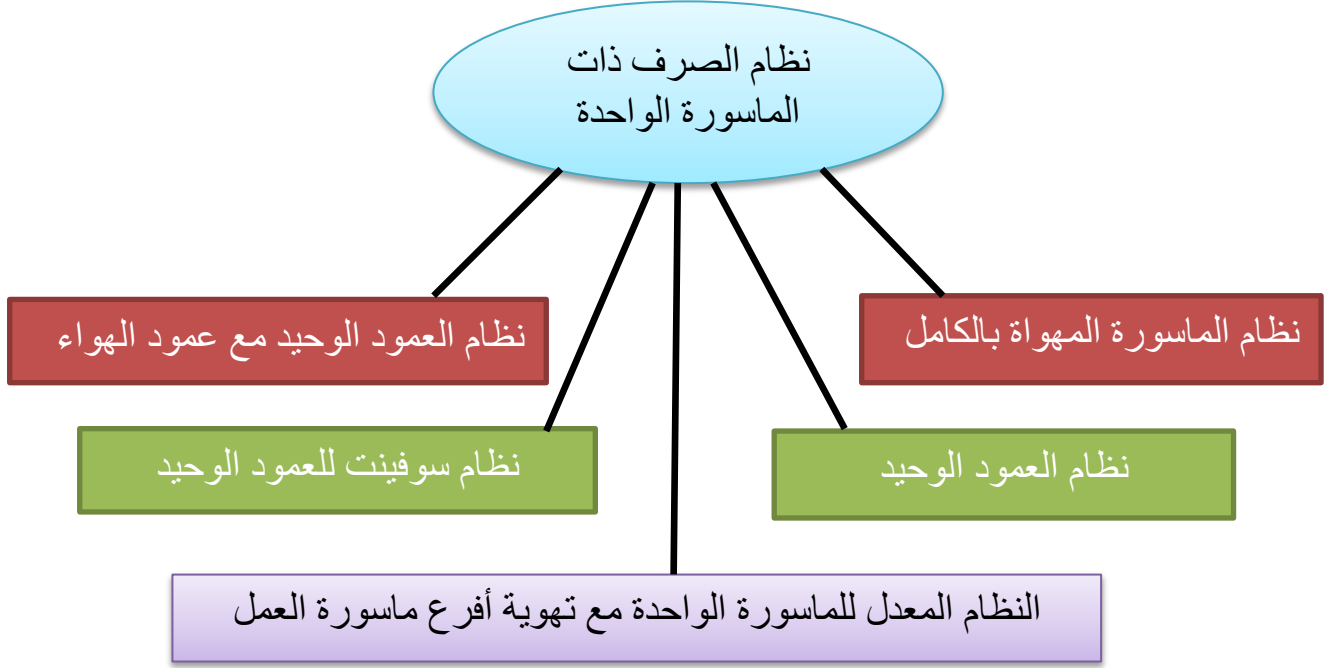 نظام الصرف ذات
الماسورة الواحدة
نظام الماسورة المهواة بالكامل
نظام العمود الوحيد مع عمود الهواء
نظام العمود الوحيد
نظام سوفينت للعمود الوحيد
النظام المعدل للماسورة الواحدة مع تهوية أفرع ماسورة العمل